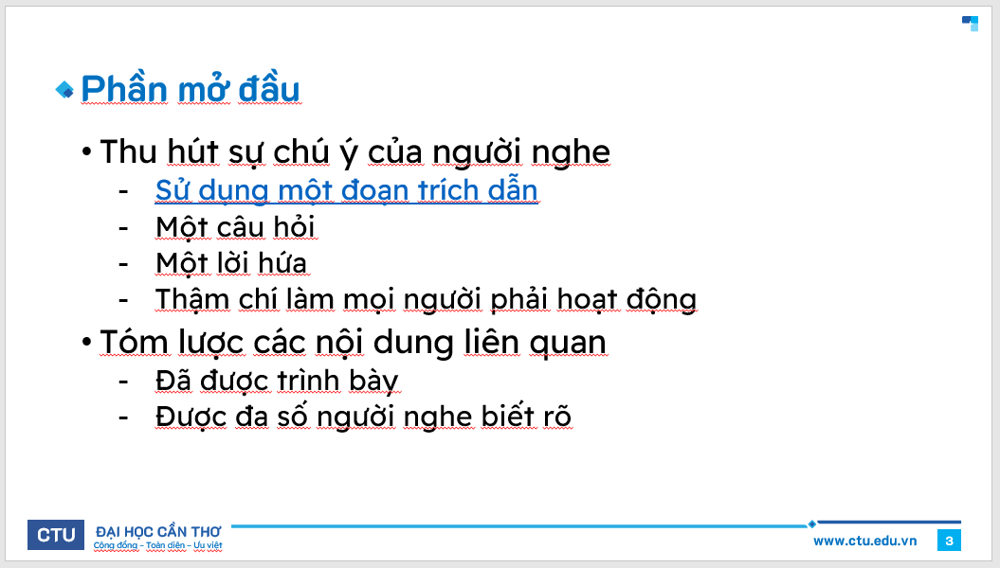 Phần mở đầu
• Thu hút sự chú ý của người nghe
- Sử dụng một đoạn trích dẫn
- Một câu hỏi
- Một lời hứa
- Thậm chí làm mọi người phải hoạt động
• Tóm lược các nội dung liên quan
- Đã được trình bày
- Được đa số người nghe biết rõ
CTU
ĐẠI HỌC CẦN THƠ
Cộng đồng – Toàn diện – Ưu việt
www.ctu.edu.vn
3